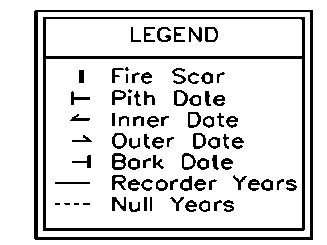 LEGEND
Fire Scar
Pith Date
Inner Date
Outer Date
Bark Date
Recorder Years
Null Years